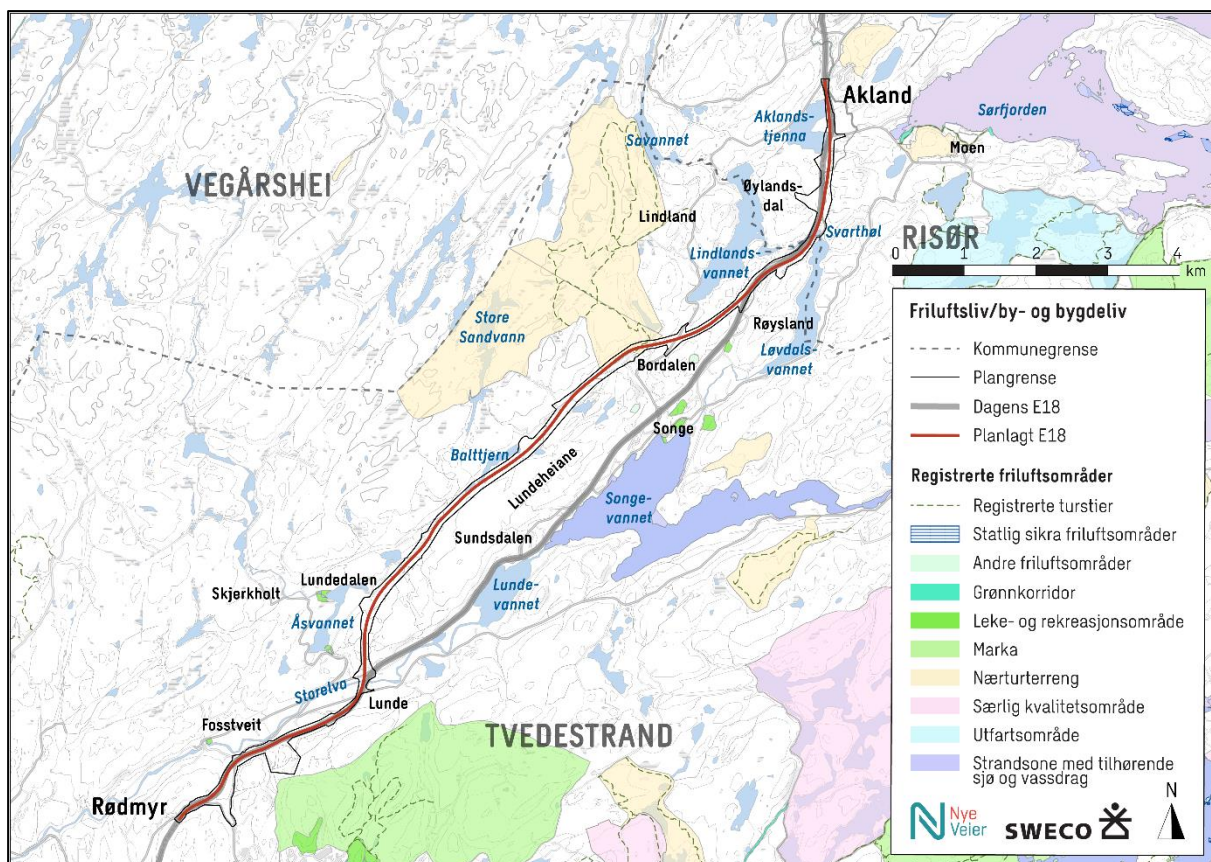 Akland
Sørfjorden
Aklands-
tjenna
Moen
Savannet
VEGÅRSHEI
Øylands-
dal
Lindland
Svarthøl
RISØR
Lindlands-
vannet
0 1 2 3 4
km
Store
Sandvann
Røysland
Løvdals-
vannet
Bordalen
Songe
Balttjern
Lundeheiane
Songe-
vannet
Sundsdalen
Lundedalen
Skjerkholt
Lunde-
vannet
Åsvannet
Storelva
Lunde
Fosstveit
TVEDESTRAND
Rødmyr
Friluftsliv/by- og bygdeliv
Kommunegrense
Plangrense
Dagens E18
Planlagt E18
Registrerte friluftsområder
Registrerte turstier
Statlig sikra friluftsområder
Andre friluftsområder
Grønnkorridor
Leke- og rekreasjonsområde
Marka
Nærturterreng
Særlig kvalitetsområde
Utfartsområde
Strandsone med tilhørende
sjø og vassdrag
N
Nye
Veier
SWECO